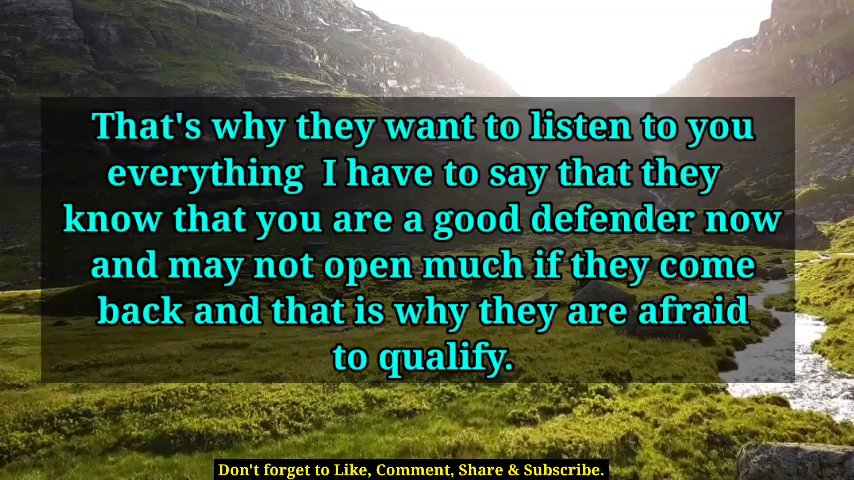 That's why they want to listen to you
everything I have to say that they
know that you are a good defender now
and may not open much if they come
back and that is why they are afraid
to qualify.
Don't forget to Like, Comment, Share & Subscribe.